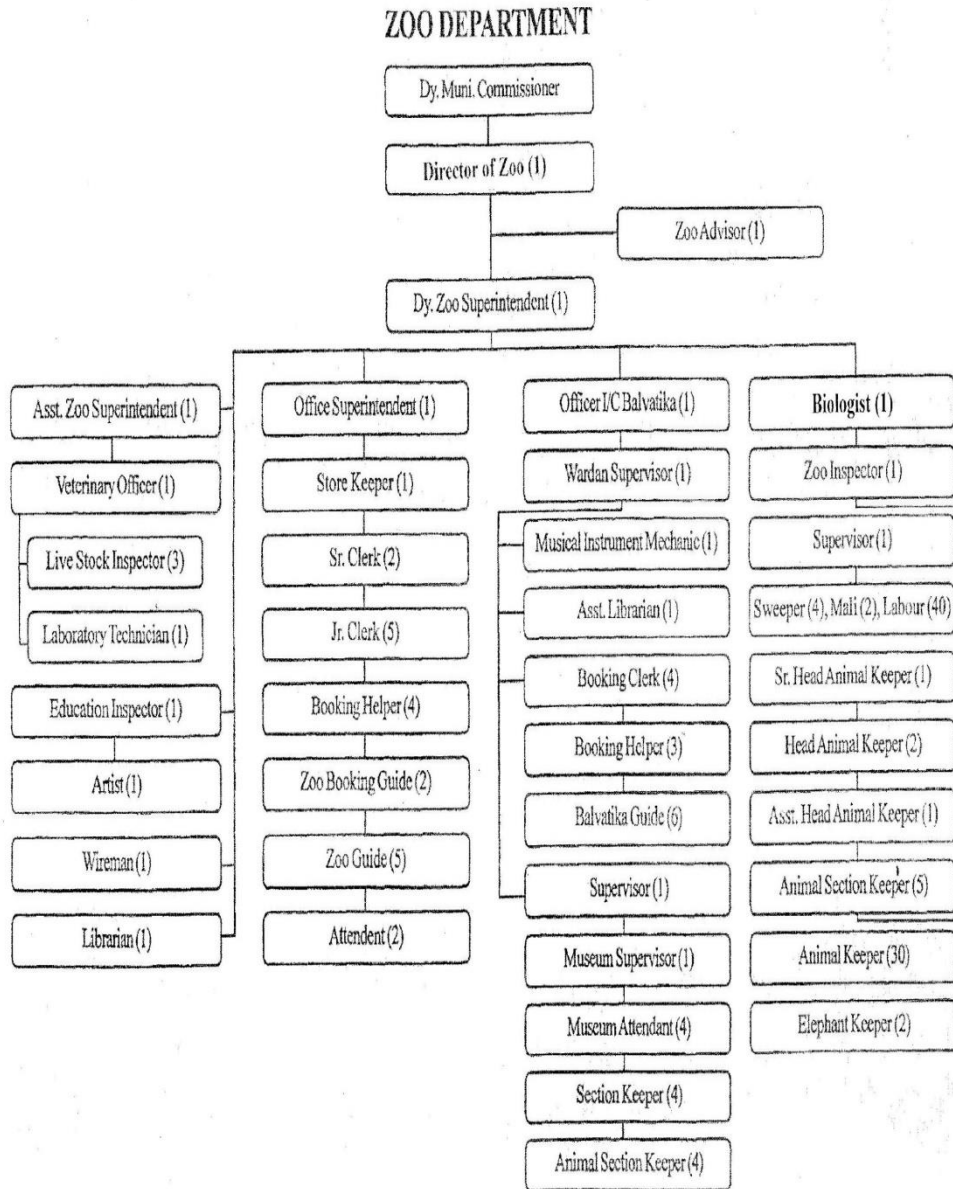 ZOO DEPARTMENT
Dy. Muni. Commissioner
Director of Zoo (1)
Zoo Advisor (1)
Dy. Zoo Superintendent (1)
Asst. Zoo Superintendent (1)
Veterinary Officer (1)
Live Stock Inspector (3)
Laboratory Technician (1)
Education Inspector (1)
Artist (1)
Wireman (1)
Librarian (1)
Office Superintendent (1)
Store Keeper (1)
Sr. Clerk (2)
Jr. Clerk (5)
Booking Helper (4)
Zoo Booking Guide (2)
Zoo Guide (5)
Attendent (2)
Officer I/C Balvatika (1)
Wardan Supervisor (1)
Musical Instrument Mechanic (1)
Asst. Librarian (1)
Booking Clerk (4)
Booking Helper (3)
Balvatika Guide (6)
Supervisor (1)
Museum Supervisor (1)
Museum Attendant (4)
Section Keeper (4)
Animal Section Keeper (4)
Biologist (1)
Zoo Inspector (1)
Supervisor (1)
Sweeper (4), Mali (2), Labour (40)
Sr. Head Animal Keeper (1)
Head Animal Keeper (2)
Asst. Head Animal Keeper (1)
Animal Section Keeper (5)
Animal Keeper (30)
Elephant Keeper (2)